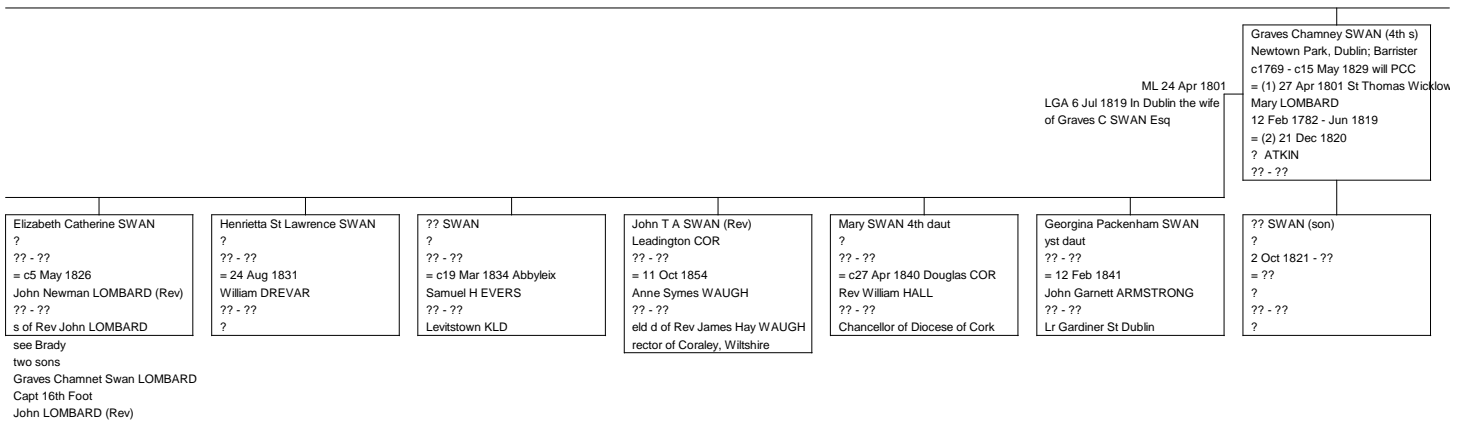 Graves Chamney SWAN (4th s)
Newtown Park, Dublin; Barrister
c1769 - c15 May 1829 will PCC
= (1) 27 Apr 1801 St Thomas Wicklow
Mary LOMBARD
12 Feb 1782 - Jun 1819
= (2) 21 Dec 1820
? ATKIN
?? - ??
ML 24 Apr 1801
LGA 6 Jul 1819 In Dublin the wife
of Graves C SWAN Esq
Elizabeth Catherine SWAN
?
?? - ??
= c5 May 1826
John Newman LOMBARD (Rev)
?? - ??
s of Rev John LOMBARD
see Brady
two sons
Graves Chamnet Swan LOMBARD
Capt 16th Foot
John LOMBARD (Rev)
Henrietta St Lawrence SWAN
?
?? - ??
= 24 Aug 1831
William DREVAR
?? - ??
?
?? SWAN
?
?? - ??
= c19 Mar 1834 Abbyleix
Samuel H EVERS
?? - ??
Levitstown KLD
John T A SWAN (Rev)
Leadington COR
?? - ??
= 11 Oct 1854
Anne Symes WAUGH
?? - ??
eld d of Rev James Hay WAUGH
rector of Coraley, Wiltshire
Mary SWAN 4th daut
?
?? - ??
= c27 Apr 1840 Douglas COR
Rev William HALL
?? - ??
Chancellor of Diocese of Cork
Georgina Packenham SWAN
yst daut
?? - ??
= 12 Feb 1841
John Garnett ARMSTRONG
?? - ??
Lr Gardiner St Dublin
?? SWAN (son)
?
2 Oct 1821 - ??
= ??
?
?? - ??
?